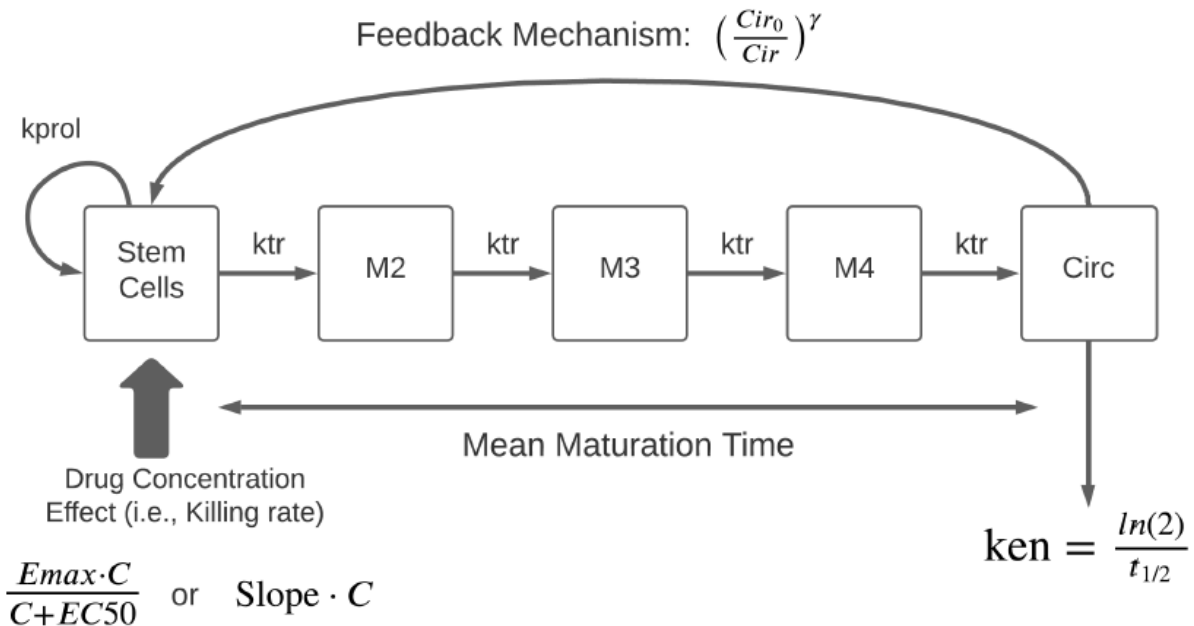 Feedback Mechanism: (Cir₀/Cir)^γ
kprol
Stem
Cells
ktr
M2
ktr
M3
ktr
M4
ktr
Circ
Mean Maturation Time
Drug Concentration
Effect (i.e., Killing rate)
Emax·C/(C+EC50) or Slope · C
ken = ln(2)/t₁/₂